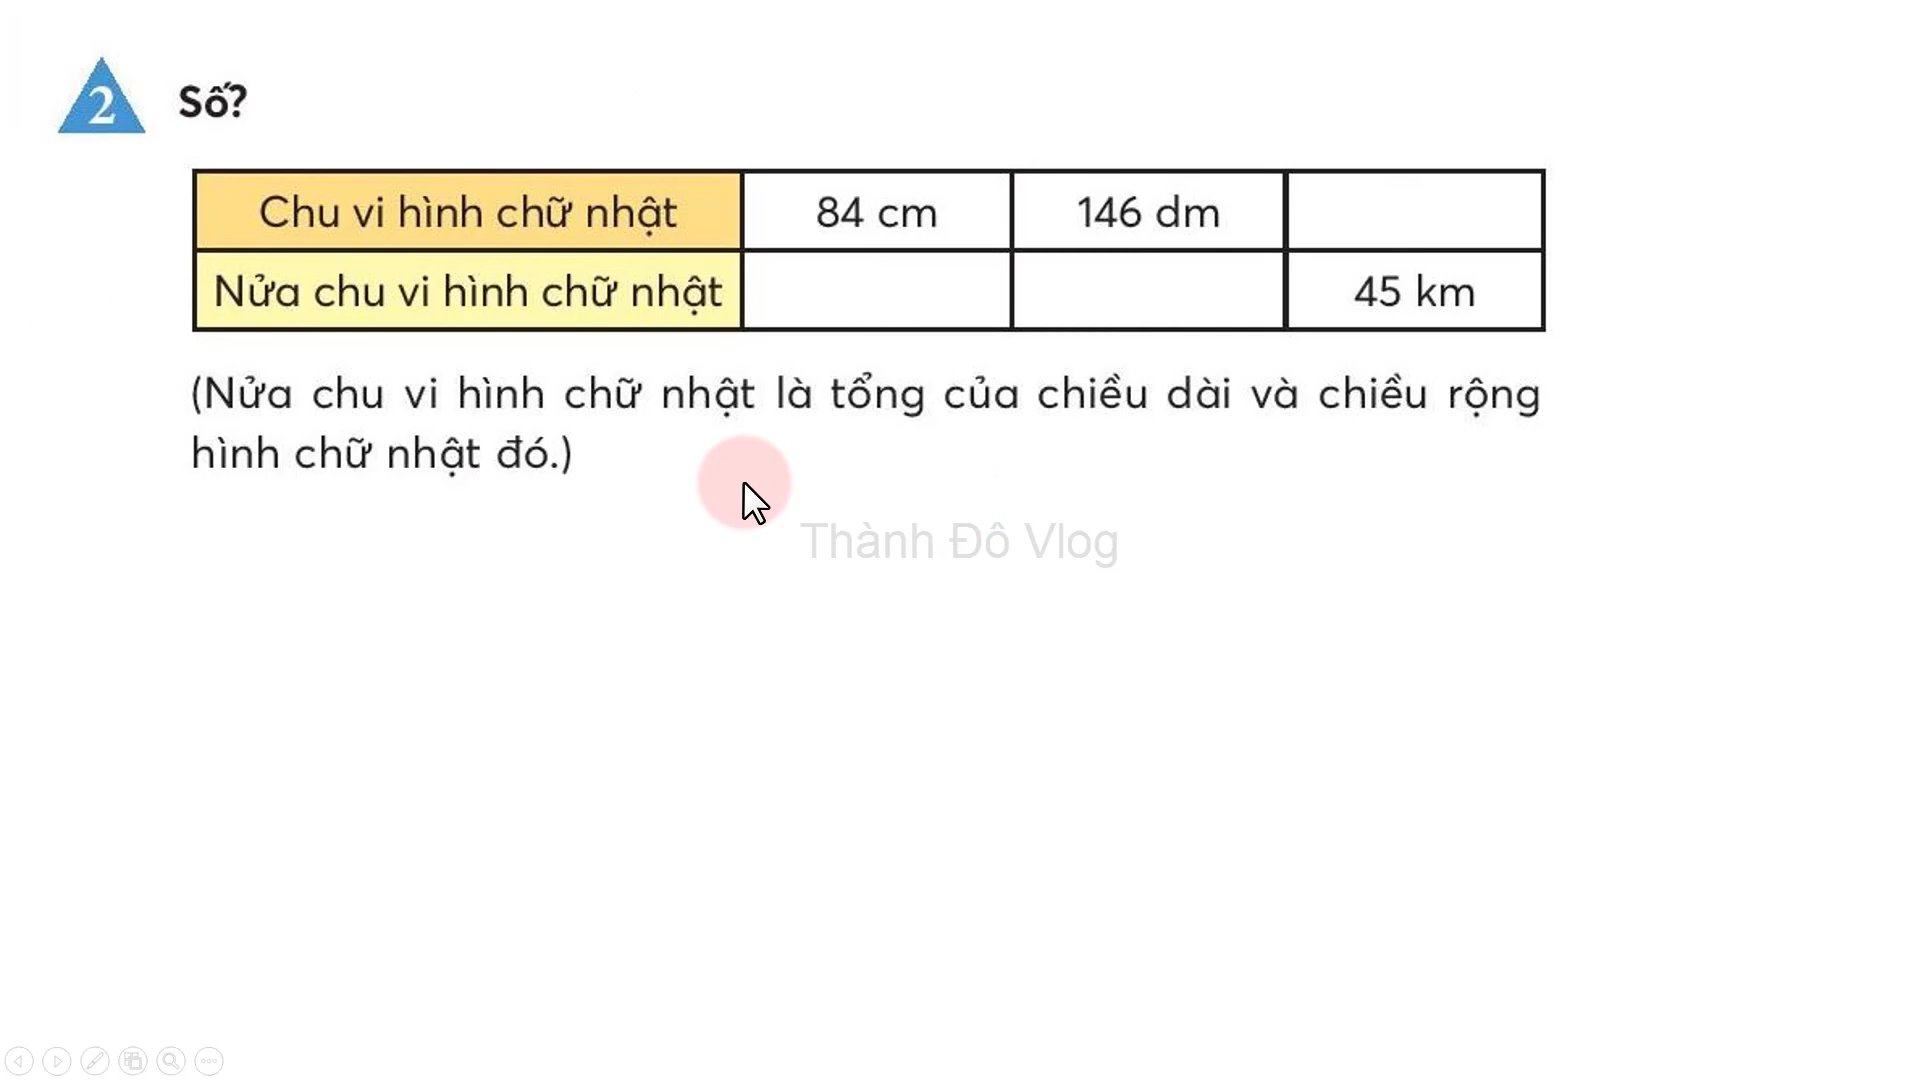 2 Số?
Chu vi hình chữ nhật 84 cm 146 dm
Nửa chu vi hình chữ nhật 45 km
(Nửa chu vi hình chữ nhật là tổng của chiều dài và chiều rộng
hình chữ nhật đó.)
Thành Đô Vlog